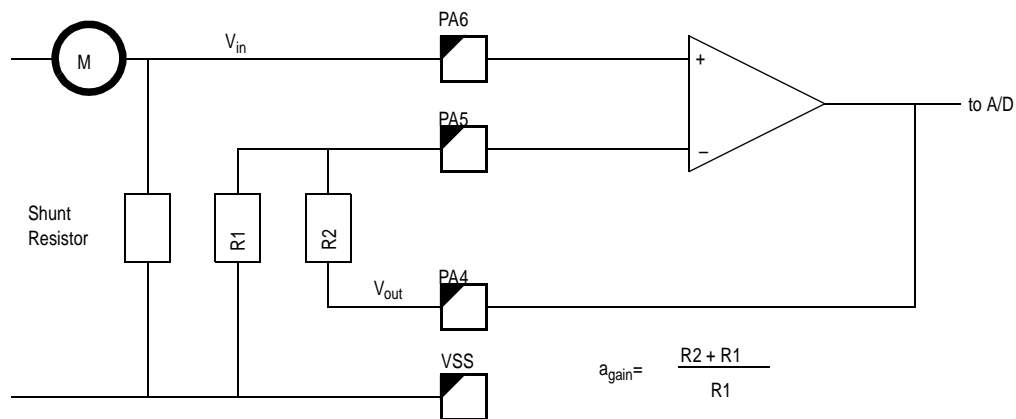 PA6
V_in
M
+
to A/D
PA5
−
Shunt
Resistor
R1
R2
PA4
V_out
VSS
a_gain= R2 + R1
R1